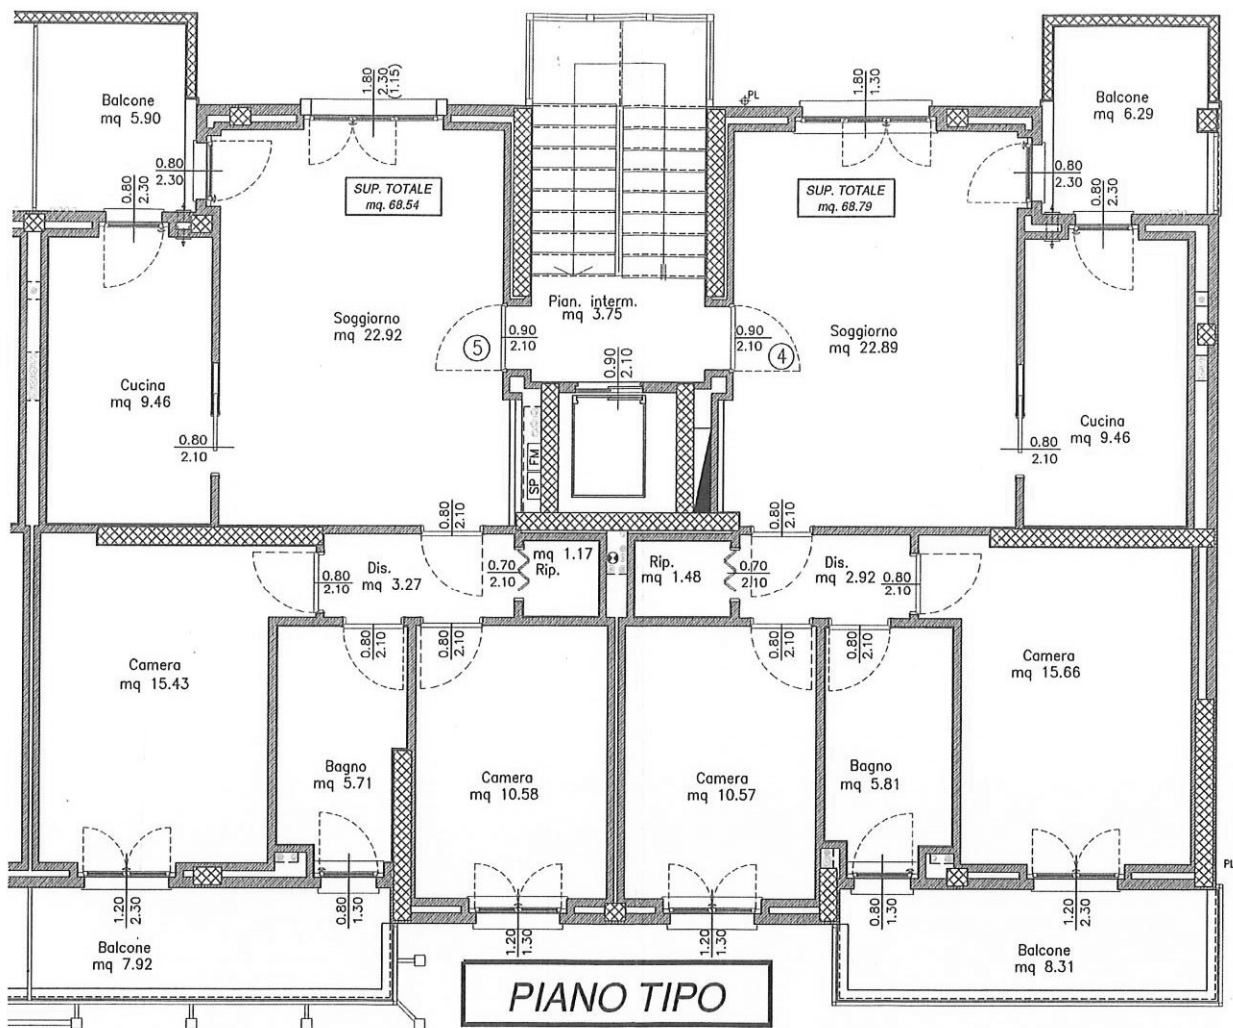 1.80
2.30
(1.15)
PL
1.80
1.30
Balcone
mq 5.90
Balcone
mq 6.29
0.80
2.30
0.80
2.30
0.80
2.30
0.80
2.30
SUP. TOTALE
mq. 68.54
SUP. TOTALE
mq. 68.79
Pian. interm.
mq 3.75
Soggiorno
mq 22.92
Soggiorno
mq 22.89
0.90
2.10
0.90
2.10
5
4
0.90
2.10
Cucina
mq 9.46
Cucina
mq 9.46
0.80
2.10
0.80
2.10
SP
FM
0.80
2.10
0.80
2.10
mq 1.17
Rip.
Rip.
mq 1.48
Dis.
mq 3.27
Dis.
mq 2.92
0.80
2.10
0.70
2.10
0.70
2.10
0.80
2.10
0.80
2.10
0.80
2.10
0.80
2.10
0.80
2.10
Camera
mq 15.43
Camera
mq 15.66
Bagno
mq 5.71
Camera
mq 10.58
Camera
mq 10.57
Bagno
mq 5.81
PL
1.20
2.30
0.80
1.30
1.20
1.30
1.20
1.30
0.80
1.30
1.20
2.30
Balcone
mq 7.92
Balcone
mq 8.31
PIANO TIPO